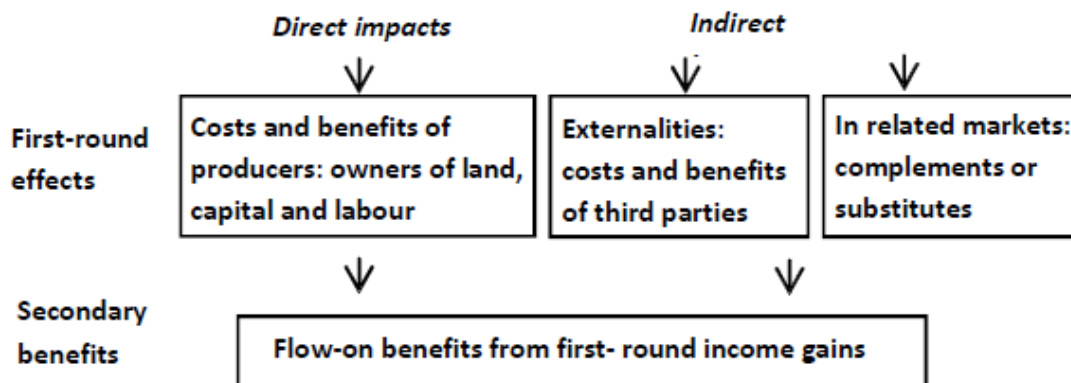 Direct impacts
Indirect
First-round
effects
Costs and benefits of
producers: owners of land,
capital and labour
Externalities:
costs and benefits
of third parties
In related markets:
complements or
substitutes
Secondary
benefits
Flow-on benefits from first- round income gains